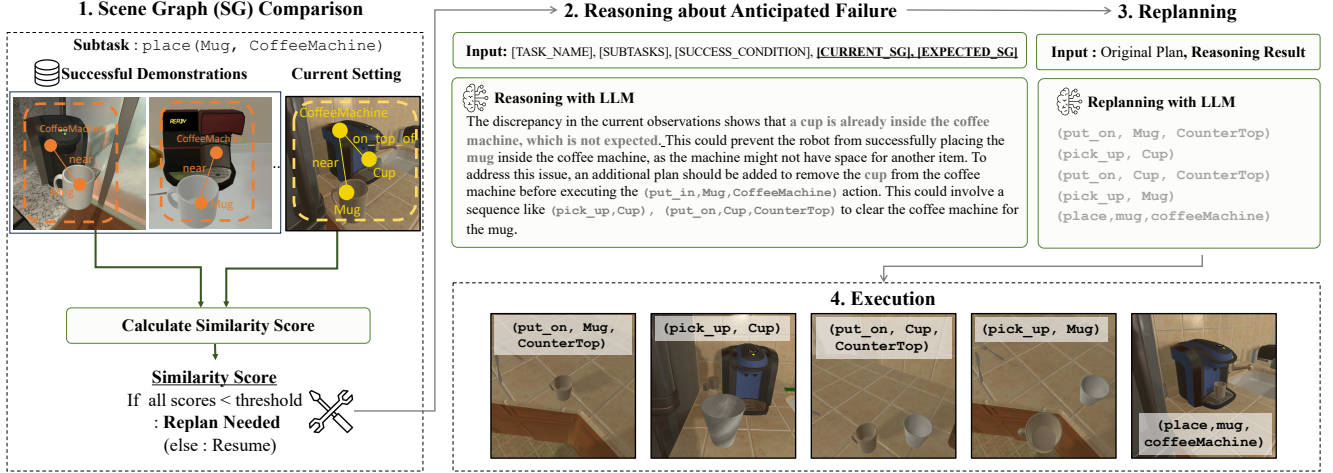 1. Scene Graph (SG) Comparison
Subtask : place(Mug, CoffeeMachine)
Successful Demonstrations
Current Setting
CoffeeMachine
near
Mug
READY
CoffeeMachine
near
Mug
...
CoffeeMachine
on_top_of
near
Cup
Mug
Calculate Similarity Score
Similarity Score
If all scores < threshold
: Replan Needed
(else : Resume)
2. Reasoning about Anticipated Failure
Input: [TASK_NAME], [SUBTASKS], [SUCCESS_CONDITION], [CURRENT_SG], [EXPECTED_SG]
Reasoning with LLM
The discrepancy in the current observations shows that a cup is already inside the coffee
machine, which is not expected. This could prevent the robot from successfully placing the
mug inside the coffee machine, as the machine might not have space for another item. To
address this issue, an additional plan should be added to remove the cup from the coffee
machine before executing the (put_in,Mug,CoffeeMachine) action. This could involve a
sequence like (pick_up,Cup), (put_on,Cup,CounterTop) to clear the coffee machine for
the mug.
3. Replanning
Input : Original Plan, Reasoning Result
Replanning with LLM
(put_on, Mug, CounterTop)
(pick_up, Cup)
(put_on, Cup, CounterTop)
(pick_up, Mug)
(place,mug,coffeeMachine)
4. Execution
(put_on, Mug,
CounterTop)
(pick_up, Cup)
(put_on, Cup,
CounterTop)
(pick_up, Mug)
(place,mug,
coffeeMachine)